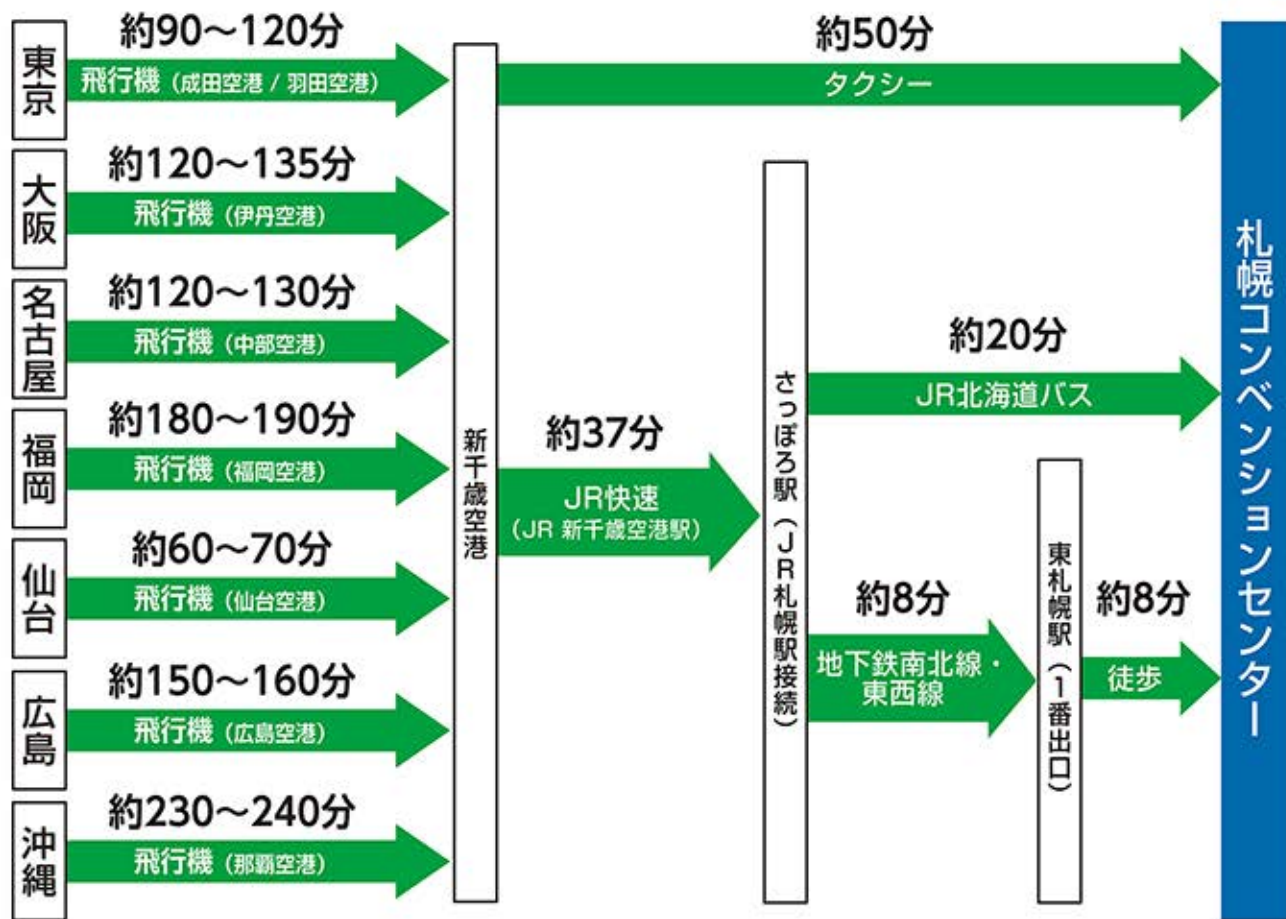 東京
約90～120分
飛行機（成田空港 / 羽田空港）
大阪
約120～135分
飛行機（伊丹空港）
名古屋
約120～130分
飛行機（中部空港）
福岡
約180～190分
飛行機（福岡空港）
仙台
約60～70分
飛行機（仙台空港）
広島
約150～160分
飛行機（広島空港）
沖縄
約230～240分
飛行機（那覇空港）
新千歳空港
約50分
タクシー
約37分
JR快速
（JR 新千歳空港駅）
さっぽろ駅（JR札幌駅接続）
約20分
JR北海道バス
約8分
地下鉄南北線・
東西線
東札幌駅（1番出口）
約8分
徒歩
札幌コンベンションセンター